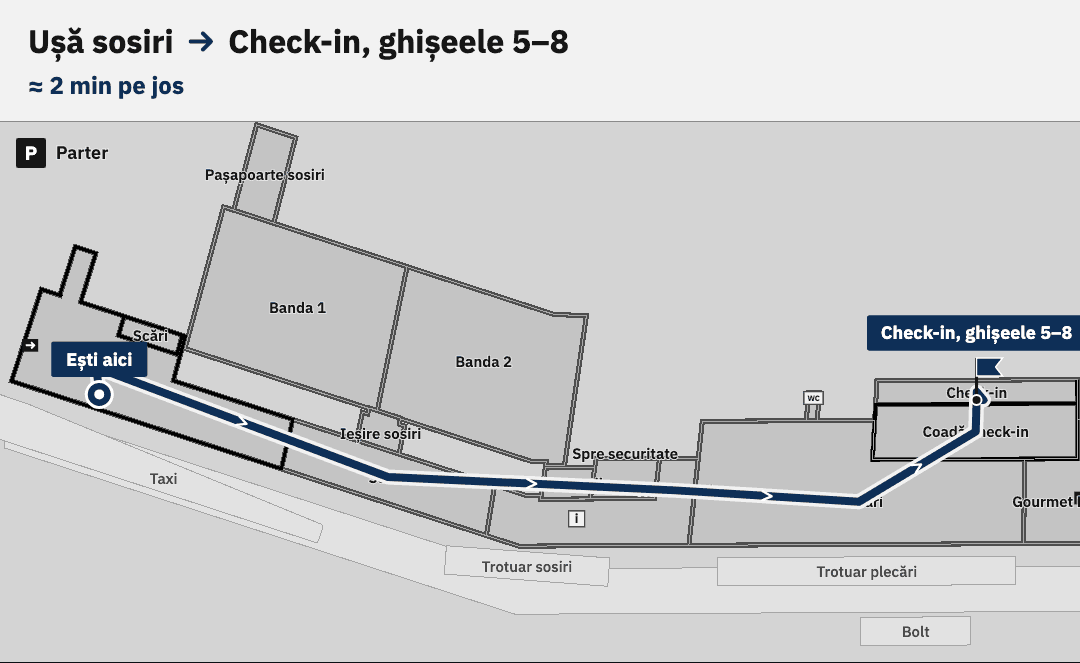 Ușă sosiri → Check-in, ghișeele 5–8
≈ 2 min pe jos
P Parter
Pașapoarte sosiri
Banda 1
Scări
Ești aici
Banda 2
Check-in, ghișeele 5–8
wc
Ieșire sosiri
Spre securitate
Taxi
i
Gourmet
Trotuar sosiri
Trotuar plecări
Bolt